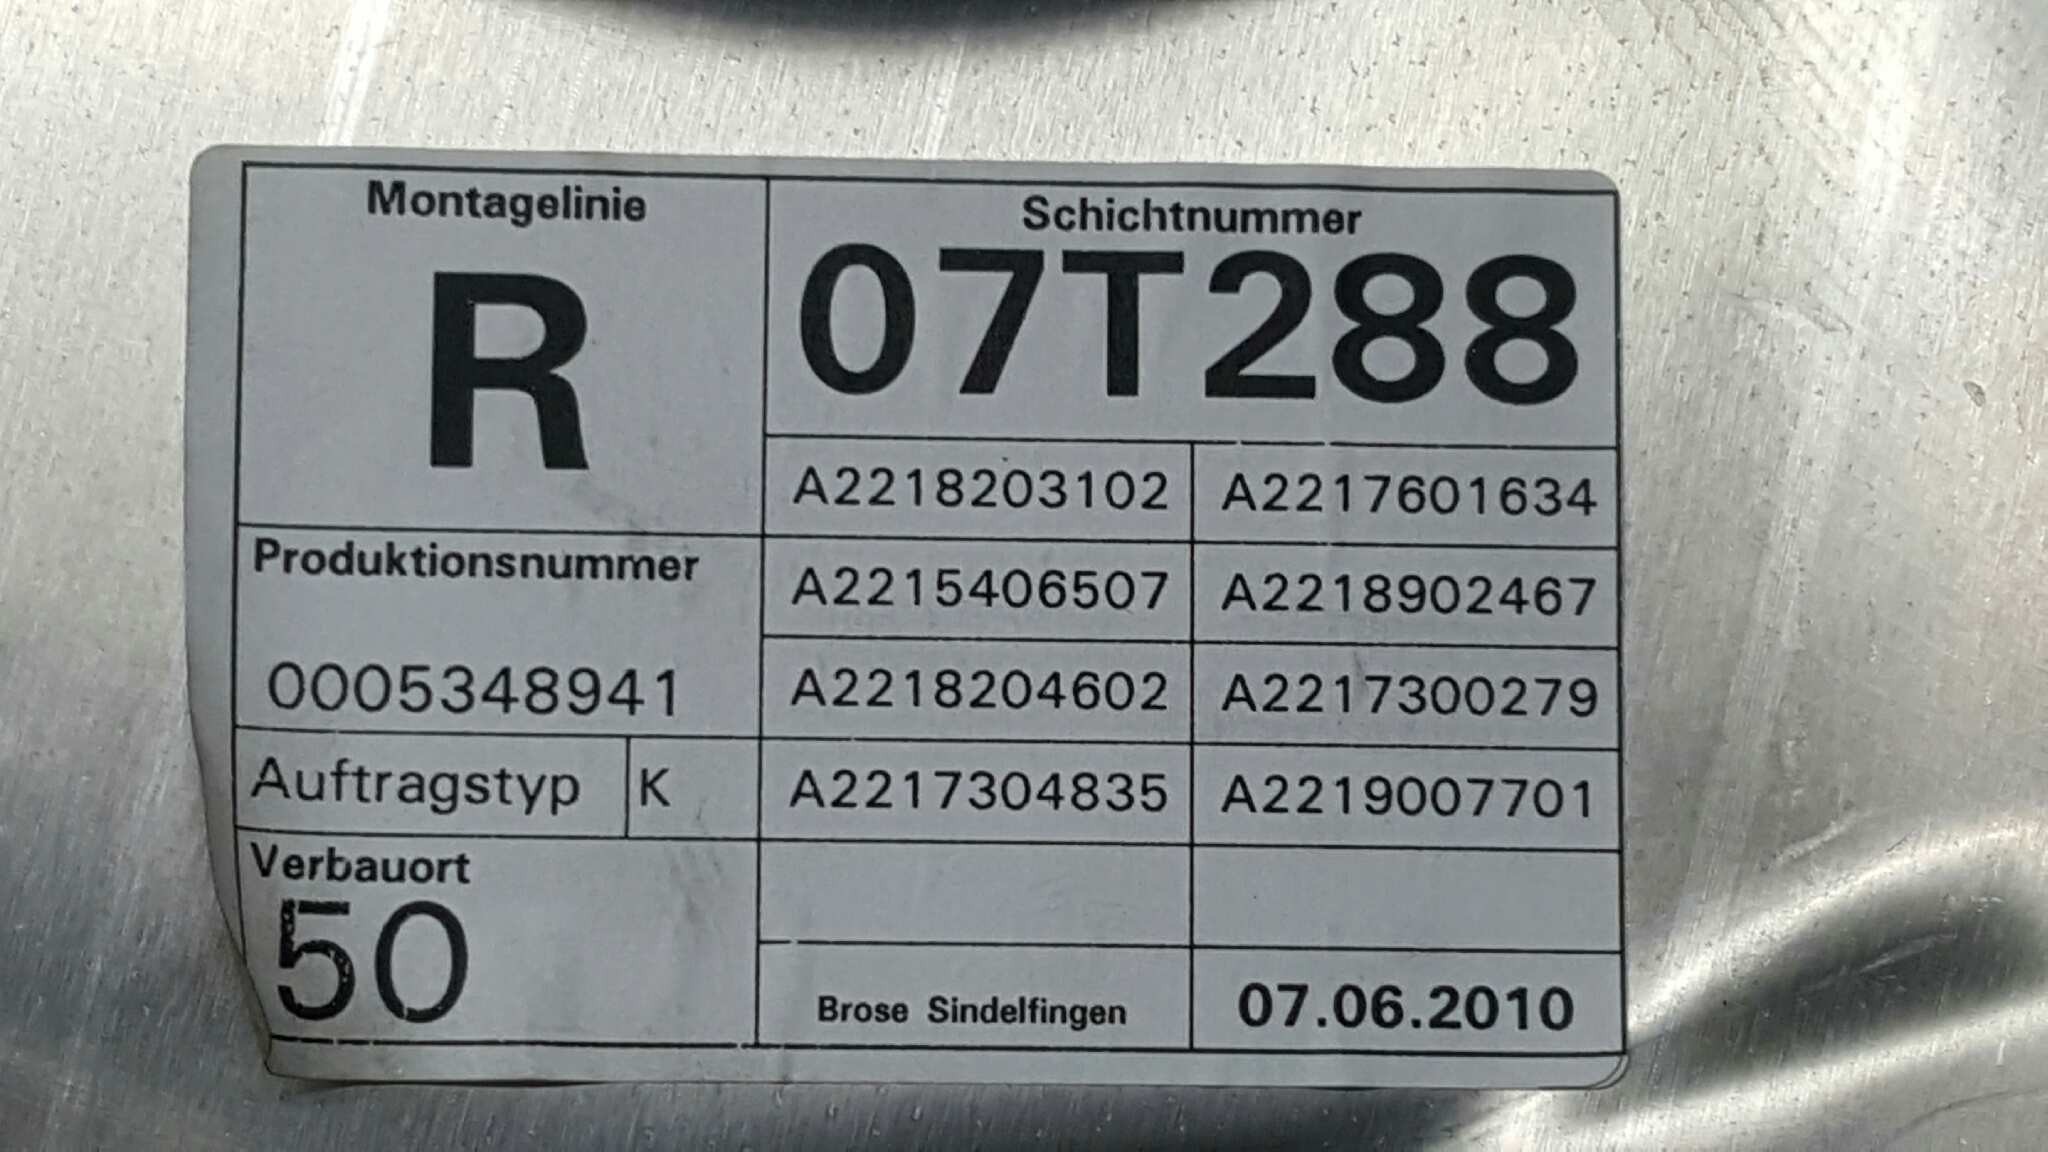 Montagelinie
R
Schichtnummer
07T288
A2218203102 A2217601634
Produktionsnummer
0005348941
A2215406507 A2218902467
A2218204602 A2217300279
Auftragstyp K
A2217304835 A2219007701
Verbauort
50
Brose Sindelfingen 07.06.2010